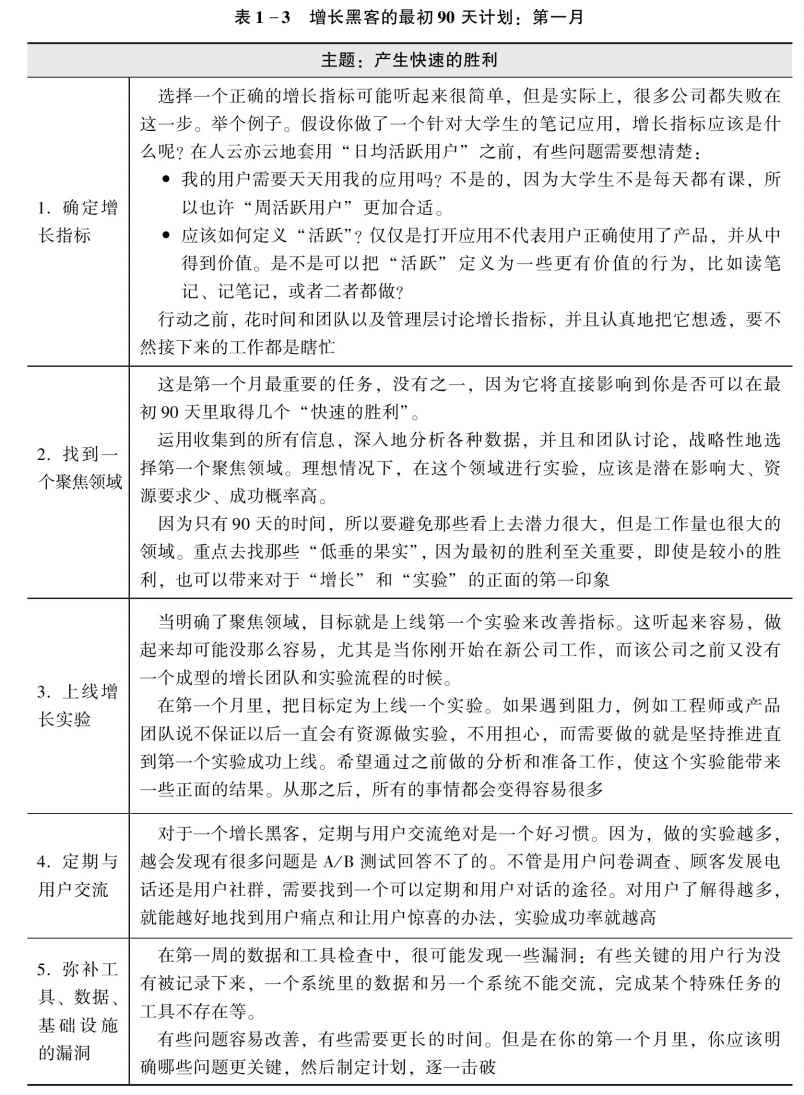 表 1-3 增长黑客的最初 90 天计划：第一月
主题：产生快速的胜利
1. 确定增
长指标
选择一个正确的增长指标可能听起来很简单，但是实际上，很多公司都失败在
这一步。举个例子。假设你做了一个针对大学生的笔记应用，增长指标应该是什
么呢？在人云亦云地套用“日均活跃用户”之前，有些问题需要想清楚：
● 我的用户需要天天用我的应用吗？不是的，因为大学生不是每天都有课，所
以也许“周活跃用户”更加合适。
● 应该如何定义“活跃”？仅仅是打开应用不代表用户正确使用了产品，并从中
得到价值。是不是可以把“活跃”定义为一些更有价值的行为，比如读笔
记、记笔记，或者二者都做？
行动之前，花时间和团队以及管理层讨论增长指标，并且认真地把它想透，要不
然接下来的工作都是瞎忙
2. 找到一
个聚焦领域
这是第一个月最重要的任务，没有之一，因为它将直接影响到你是否可以在最
初 90 天里取得几个“快速的胜利”。
运用收集到的所有信息，深入地分析各种数据，并且和团队讨论，战略性地选
择第一个聚焦领域。理想情况下，在这个领域进行实验，应该是潜在影响大、资
源要求少、成功概率高。
因为只有 90 天的时间，所以要避免那些看上去潜力很大，但是工作量也很大的
领域。重点去找那些“低垂的果实”，因为最初的胜利至关重要，即使是较小的胜
利，也可以带来对于“增长”和“实验”的正面的第一印象
3. 上线增
长实验
当明确了聚焦领域，目标就是上线第一个实验来改善指标。这听起来容易，做
起来却可能没那么容易，尤其是当你刚开始在新公司工作，而该公司之前又没有
一个成型的增长团队和实验流程的时候。
在第一个月里，把目标定为上线一个实验。如果遇到阻力，例如工程师或产品
团队说不保证以后一直会有资源做实验，不用担心，而需要做的就是坚持推进直
到第一个实验成功上线。希望通过之前做的分析和准备工作，使这个实验能带来
一些正面的结果。从那之后，所有的事情都会变得容易很多
4. 定期与
用户交流
对于一个增长黑客，定期与用户交流绝对是一个好习惯。因为，做的实验越多，
越会发现有很多问题是 A/B 测试回答不了的。不管是用户问卷调查、顾客发展电
话还是用户社群，需要找到一个可以定期和用户对话的途径。对用户了解得越多，
就能越好地找到用户痛点和让用户惊喜的办法，实验成功率就越高
5. 弥补工
具、数据、
基础设施
的漏洞
在第一周的数据和工具检查中，很可能发现一些漏洞：有些关键的用户行为没
有被记录下来，一个系统里的数据和另一个系统不能交流，完成某个特殊任务的
工具不存在等。
有些问题容易改善，有些需要更长的时间。但是在你的第一个月里，你应该明
确哪些问题更关键，然后制定计划，逐一击破